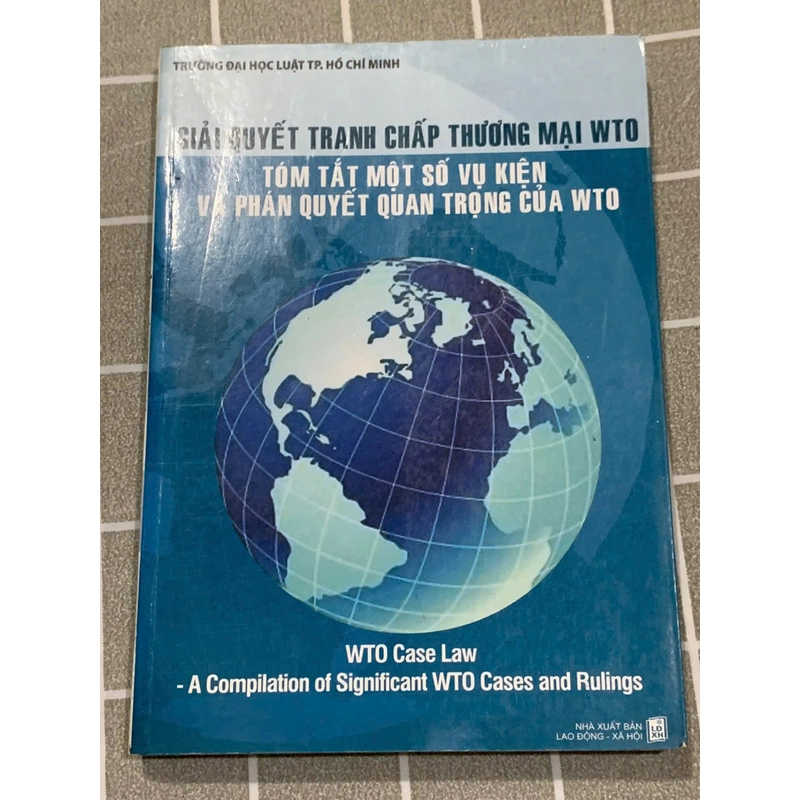 TRƯỜNG ĐẠI HỌC LUẬT TP. HỒ CHÍ MINH
GIẢI QUYẾT TRANH CHẤP THƯƠNG MẠI WTO
TÓM TẮT MỘT SỐ VỤ KIỆN
VÀ PHÁN QUYẾT QUAN TRỌNG CỦA WTO
WTO Case Law
- A Compilation of Significant WTO Cases and Rulings
NHÀ XUẤT BẢN
LAO ĐỘNG - XÃ HỘI
LD
XH